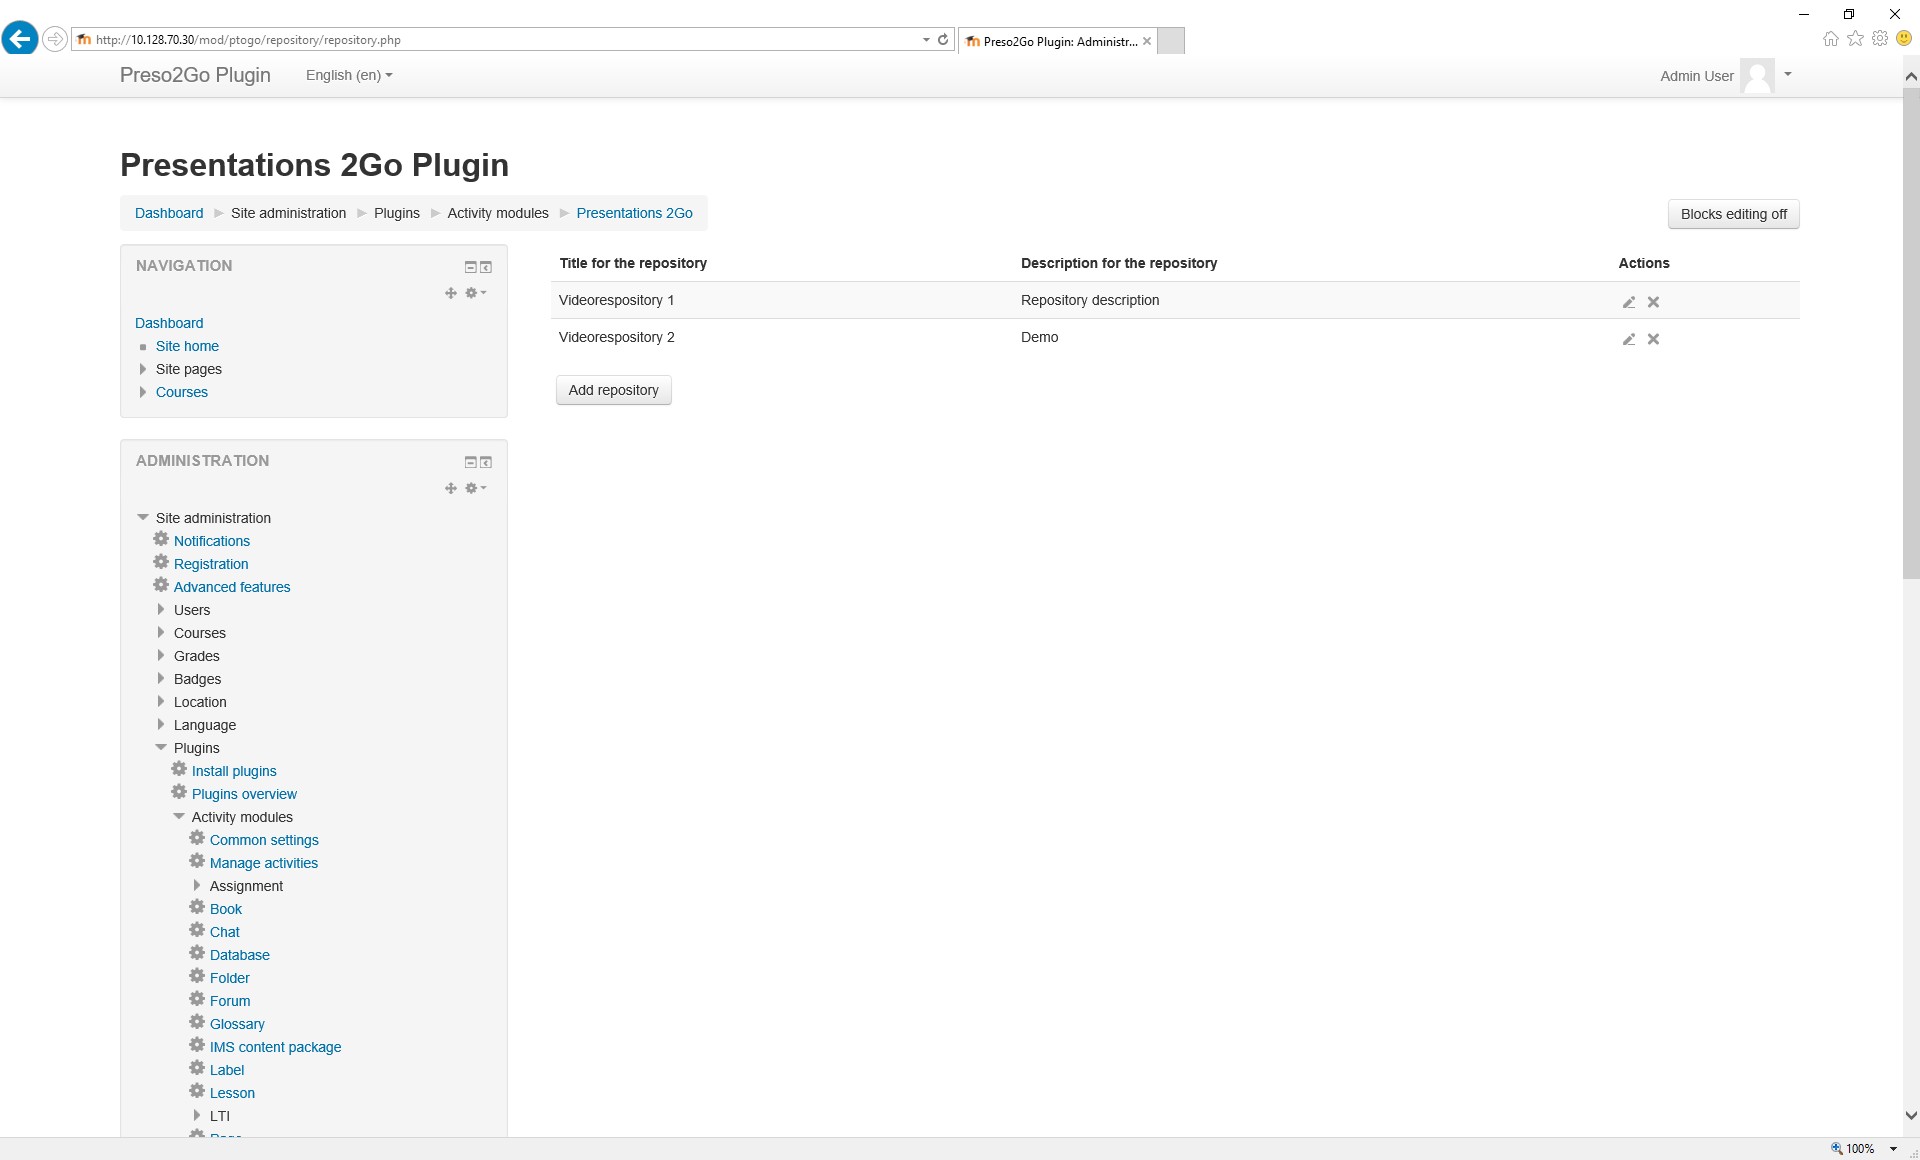 http://10.128.70.30/mod/ptogo/repository/repository.php
Preso2Go Plugin: Administr...
Preso2Go Plugin
English (en)
Admin User
Presentations 2Go Plugin
Dashboard Site administration Plugins Activity modules Presentations 2Go
Blocks editing off
NAVIGATION
Dashboard
Site home
Site pages
Courses
Title for the repository Description for the repository Actions
Videorespository 1 Repository description
Videorespository 2 Demo
Add repository
ADMINISTRATION
Site administration
Notifications
Registration
Advanced features
Users
Courses
Grades
Badges
Location
Language
Plugins
Install plugins
Plugins overview
Activity modules
Common settings
Manage activities
Assignment
Book
Chat
Database
Folder
Forum
Glossary
IMS content package
Label
Lesson
LTI
100%